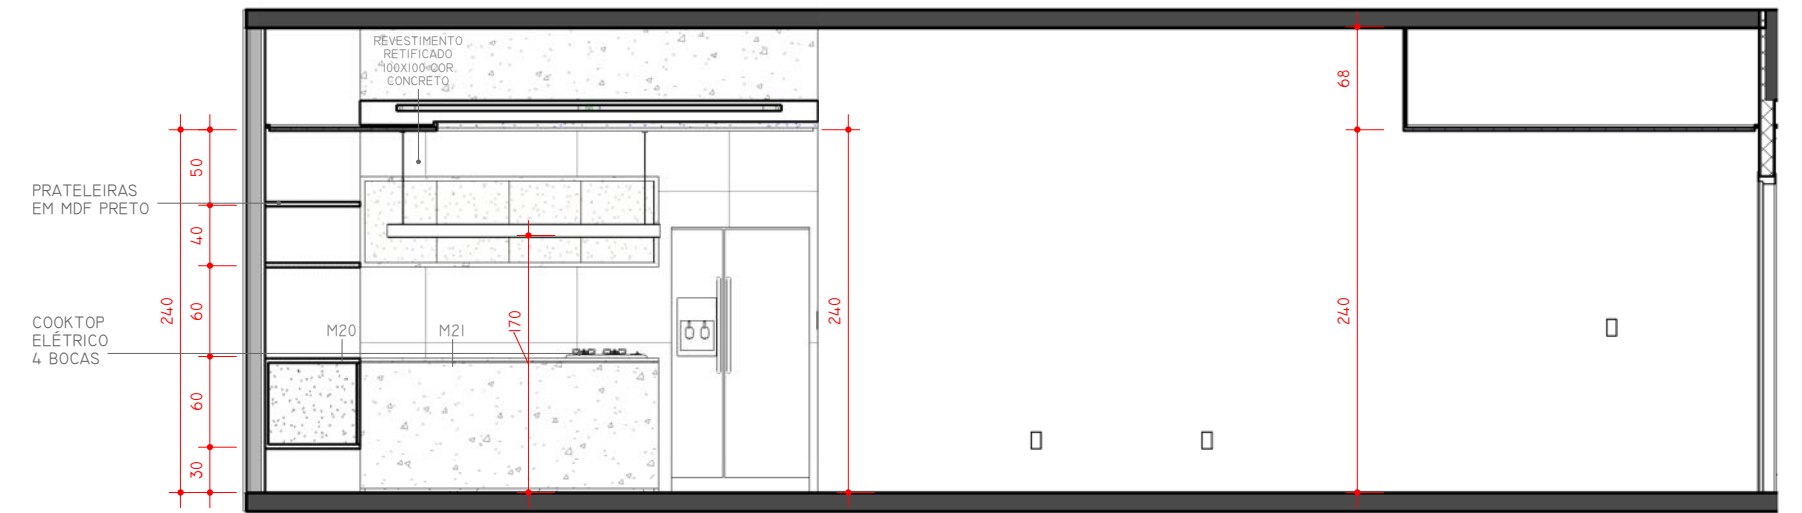 REVESTIMENTO
RETIFICADO
100X100 COR
CONCRETO
68
50
PRATELEIRAS
EM MDF PRETO
40
240
60
COOKTOP
ELÉTRICO
4 BOCAS
M20
M21
170
240
240
60
30